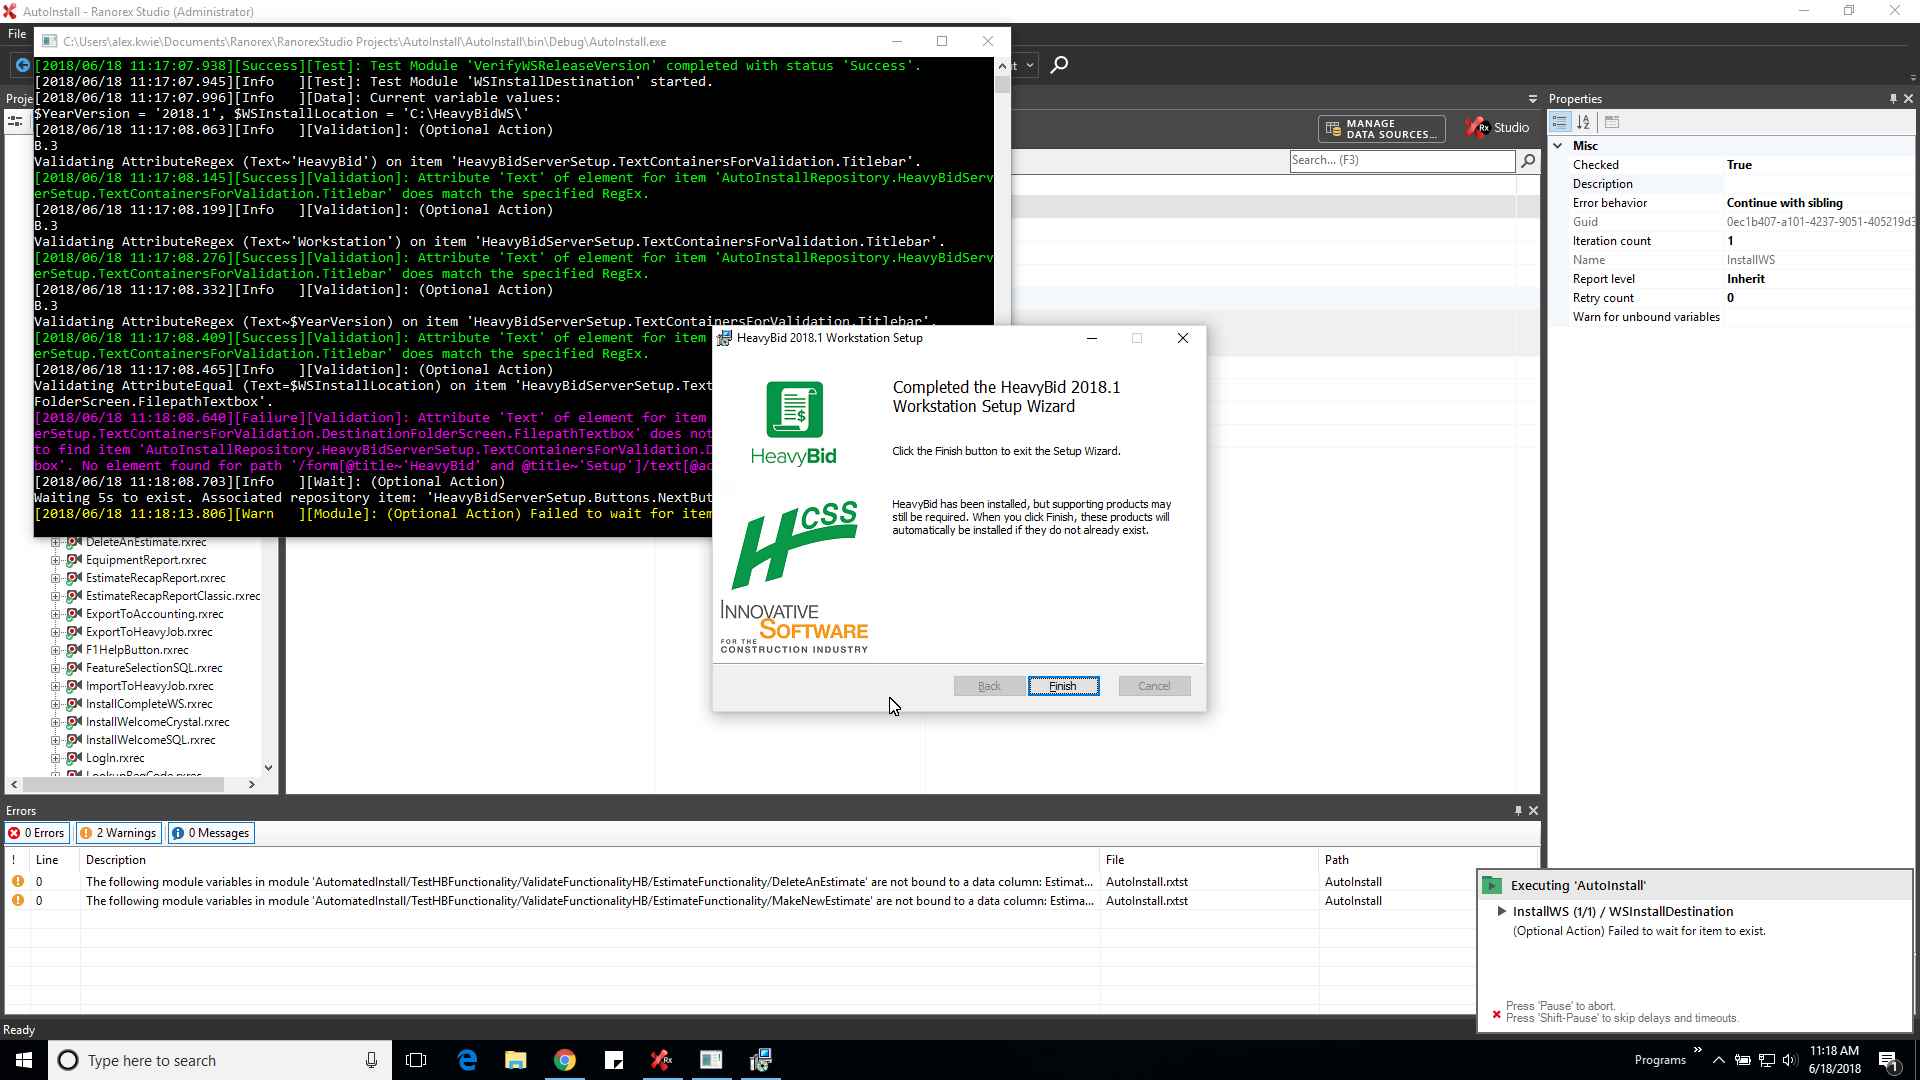 AutoInstall - Ranorex Studio (Administrator)
File
C:\Users\alex.kwie\Documents\Ranorex\RanorexStudio Projects\AutoInstall\AutoInstall\bin\Debug\AutoInstall.exe
[2018/06/18 11:17:07.938][Success][Test]: Test Module 'VerifyWSReleaseVersion' completed with status 'Success'.
[2018/06/18 11:17:07.945][Info   ][Test]: Test Module 'WSInstallDestination' started.
[2018/06/18 11:17:07.996][Info   ][Data]: Current variable values:
$YearVersion = '2018.1', $WSInstallLocation = 'C:\HeavyBidWS\'
[2018/06/18 11:17:08.063][Info   ][Validation]: (Optional Action)
B.3
Validating AttributeRegex (Text~'HeavyBid') on item 'HeavyBidServerSetup.TextContainersForValidation.Titlebar'.
[2018/06/18 11:17:08.145][Success][Validation]: Attribute 'Text' of element for item 'AutoInstallRepository.HeavyBidServ
erSetup.TextContainersForValidation.Titlebar' does match the specified RegEx.
[2018/06/18 11:17:08.199][Info   ][Validation]: (Optional Action)
B.3
Validating AttributeRegex (Text~'Workstation') on item 'HeavyBidServerSetup.TextContainersForValidation.Titlebar'.
[2018/06/18 11:17:08.276][Success][Validation]: Attribute 'Text' of element for item 'AutoInstallRepository.HeavyBidServ
erSetup.TextContainersForValidation.Titlebar' does match the specified RegEx.
[2018/06/18 11:17:08.332][Info   ][Validation]: (Optional Action)
B.3
Validating AttributeRegex (Text~$YearVersion) on item 'HeavyBidServerSetup.TextContainersForValidation.Titlebar'.
[2018/06/18 11:17:08.409][Success][Validation]: Attribute 'Text' of element for item
erSetup.TextContainersForValidation.Titlebar' does match the specified RegEx.
[2018/06/18 11:17:08.465][Info   ][Validation]: (Optional Action)
Validating AttributeEqual (Text=$WSInstallLocation) on item 'HeavyBidServerSetup.Text
FolderScreen.FilepathTextbox'.
[2018/06/18 11:18:08.640][Failure][Validation]: Attribute 'Text' of element for item
erSetup.TextContainersForValidation.DestinationFolderScreen.FilepathTextbox' does not
to find item 'AutoInstallRepository.HeavyBidServerSetup.TextContainersForValidation.D
box'. No element found for path '/form[@title~'HeavyBid' and @title~'Setup']/text[@ac
[2018/06/18 11:18:08.703][Info   ][Wait]: (Optional Action)
Waiting 5s to exist. Associated repository item: 'HeavyBidServerSetup.Buttons.NextBut
[2018/06/18 11:18:13.806][Warn   ][Module]: (Optional Action) Failed to wait for item
Proje
MANAGE
DATA SOURCES...
Rx Studio
Search... (F3)
Properties
Misc
Checked True
Description
Error behavior Continue with sibling
Guid 0ec1b407-a101-4237-9051-405219d3
Iteration count 1
Name InstallWS
Report level Inherit
Retry count 0
Warn for unbound variables
HeavyBid 2018.1 Workstation Setup
HeavyBid
Completed the HeavyBid 2018.1
Workstation Setup Wizard
Click the Finish button to exit the Setup Wizard.
HeavyBid has been installed, but supporting products may
still be required. When you click Finish, these products will
automatically be installed if they do not already exist.
HCSS
INNOVATIVE
SOFTWARE
FOR THE
CONSTRUCTION INDUSTRY
Back
Finish
Cancel
DeleteAnEstimate.rxrec
EquipmentReport.rxrec
EstimateRecapReport.rxrec
EstimateRecapReportClassic.rxrec
ExportToAccounting.rxrec
ExportToHeavyJob.rxrec
F1HelpButton.rxrec
FeatureSelectionSQL.rxrec
ImportToHeavyJob.rxrec
InstallCompleteWS.rxrec
InstallWelcomeCrystal.rxrec
InstallWelcomeSQL.rxrec
LogIn.rxrec
LookupRegCode.rxrec
Errors
0 Errors
2 Warnings
0 Messages
! Line Description File Path
0 The following module variables in module 'AutomatedInstall/TestHBFunctionality/ValidateFunctionalityHB/EstimateFunctionality/DeleteAnEstimate' are not bound to a data column: Estimat... AutoInstall.rxtst AutoInstall
0 The following module variables in module 'AutomatedInstall/TestHBFunctionality/ValidateFunctionalityHB/EstimateFunctionality/MakeNewEstimate' are not bound to a data column: Estima... AutoInstall.rxtst AutoInstall
Executing 'AutoInstall'
InstallWS (1/1) / WSInstallDestination
(Optional Action) Failed to wait for item to exist.
Press 'Pause' to abort.
Press 'Shift-Pause' to skip delays and timeouts.
Ready
Type here to search
Programs
11:18 AM
6/18/2018
1